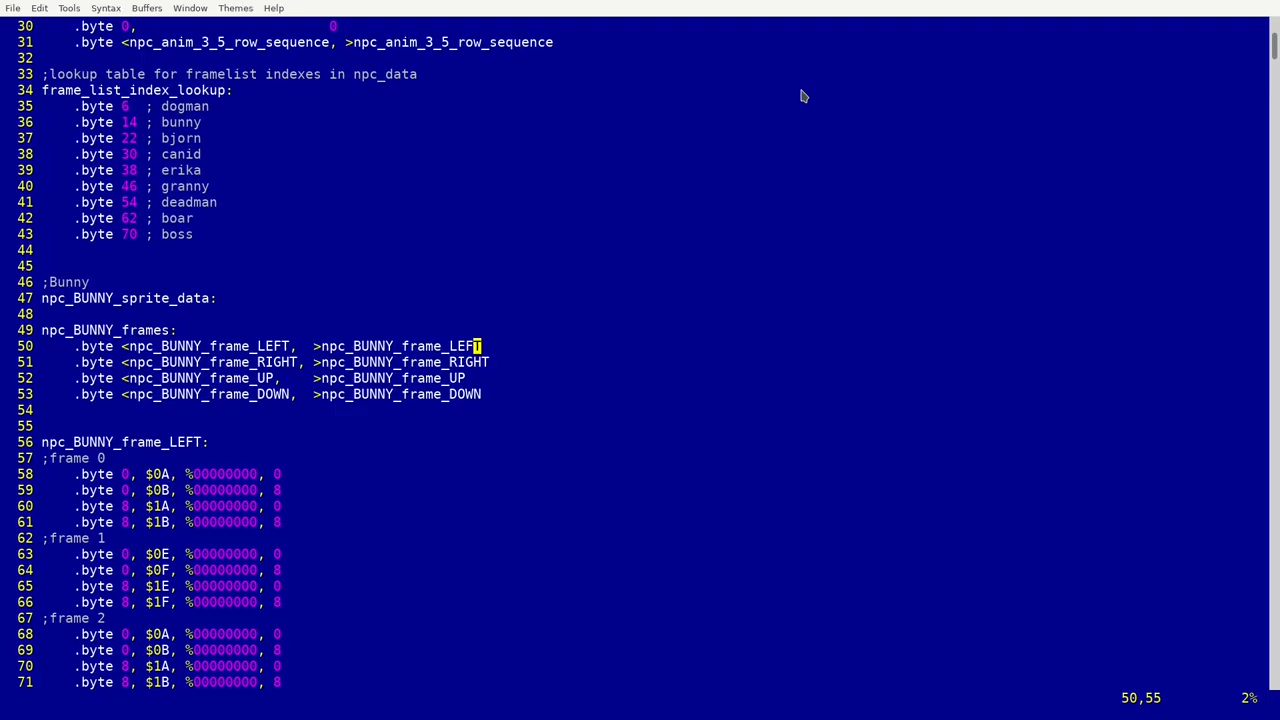 File Edit Tools Syntax Buffers Window Themes Help
30     .byte 0,                         0
31     .byte <npc_anim_3_5_row_sequence, >npc_anim_3_5_row_sequence
32
33 ;lookup table for framelist indexes in npc_data
34 frame_list_index_lookup:
35     .byte 6  ; dogman
36     .byte 14 ; bunny
37     .byte 22 ; bjorn
38     .byte 30 ; canid
39     .byte 38 ; erika
40     .byte 46 ; granny
41     .byte 54 ; deadman
42     .byte 62 ; boar
43     .byte 70 ; boss
44
45
46 ;Bunny
47 npc_BUNNY_sprite_data:
48
49 npc_BUNNY_frames:
50     .byte <npc_BUNNY_frame_LEFT,  >npc_BUNNY_frame_LEFT
51     .byte <npc_BUNNY_frame_RIGHT, >npc_BUNNY_frame_RIGHT
52     .byte <npc_BUNNY_frame_UP,    >npc_BUNNY_frame_UP
53     .byte <npc_BUNNY_frame_DOWN,  >npc_BUNNY_frame_DOWN
54
55
56 npc_BUNNY_frame_LEFT:
57 ;frame 0
58     .byte 0, $0A, %00000000, 0
59     .byte 0, $0B, %00000000, 8
60     .byte 8, $1A, %00000000, 0
61     .byte 8, $1B, %00000000, 8
62 ;frame 1
63     .byte 0, $0E, %00000000, 0
64     .byte 0, $0F, %00000000, 8
65     .byte 8, $1E, %00000000, 0
66     .byte 8, $1F, %00000000, 8
67 ;frame 2
68     .byte 0, $0A, %00000000, 0
69     .byte 0, $0B, %00000000, 8
70     .byte 8, $1A, %00000000, 0
71     .byte 8, $1B, %00000000, 8
50,55 2%